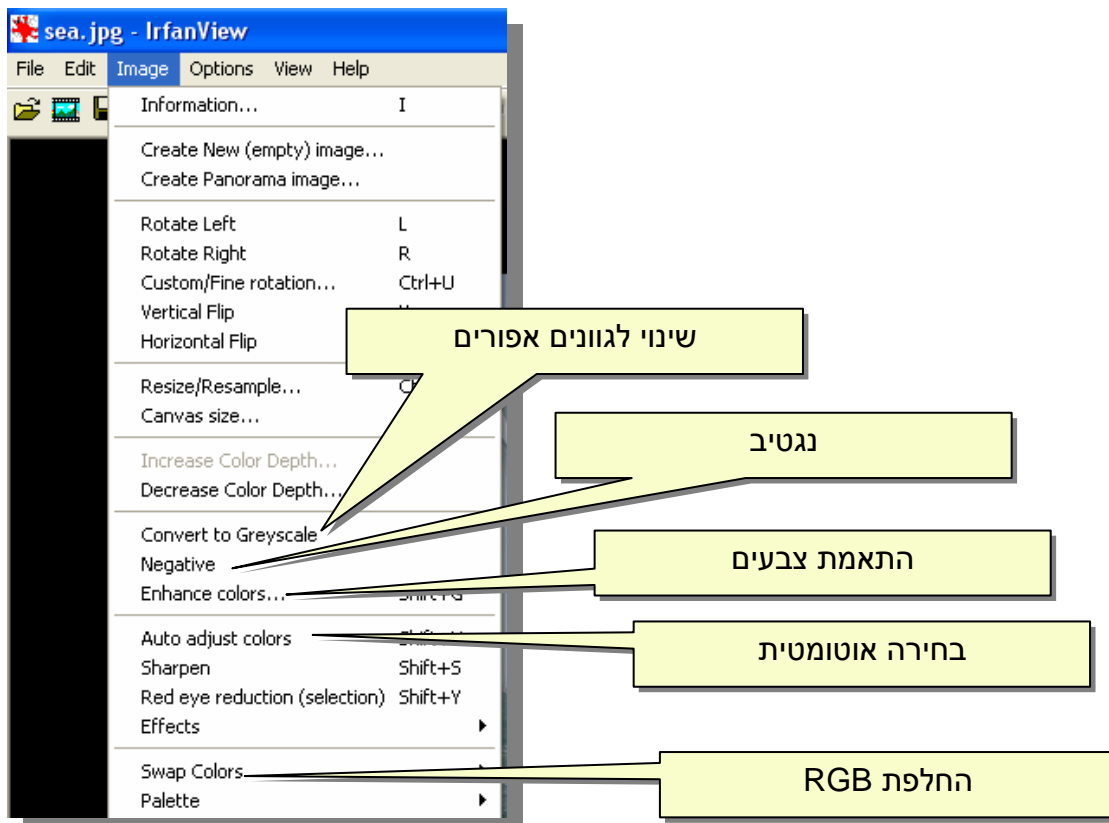 sea.jpg - IrfanView
File Edit Image Options View Help
Information... I
Create New (empty) image...
Create Panorama image...
Rotate Left L
Rotate Right R
Custom/Fine rotation... Ctrl+U
Vertical Flip
Horizontal Flip
שינוי לגוונים אפורים
Resize/Resample...
Canvas size...
נגטיב
Increase Color Depth...
Decrease Color Depth...
Convert to Greyscale
Negative
התאמת צבעים
Enhance colors... Shift+G
Auto adjust colors
בחירה אוטומטית
Sharpen Shift+S
Red eye reduction (selection) Shift+Y
Effects
Swap Colors
החלפת RGB
Palette